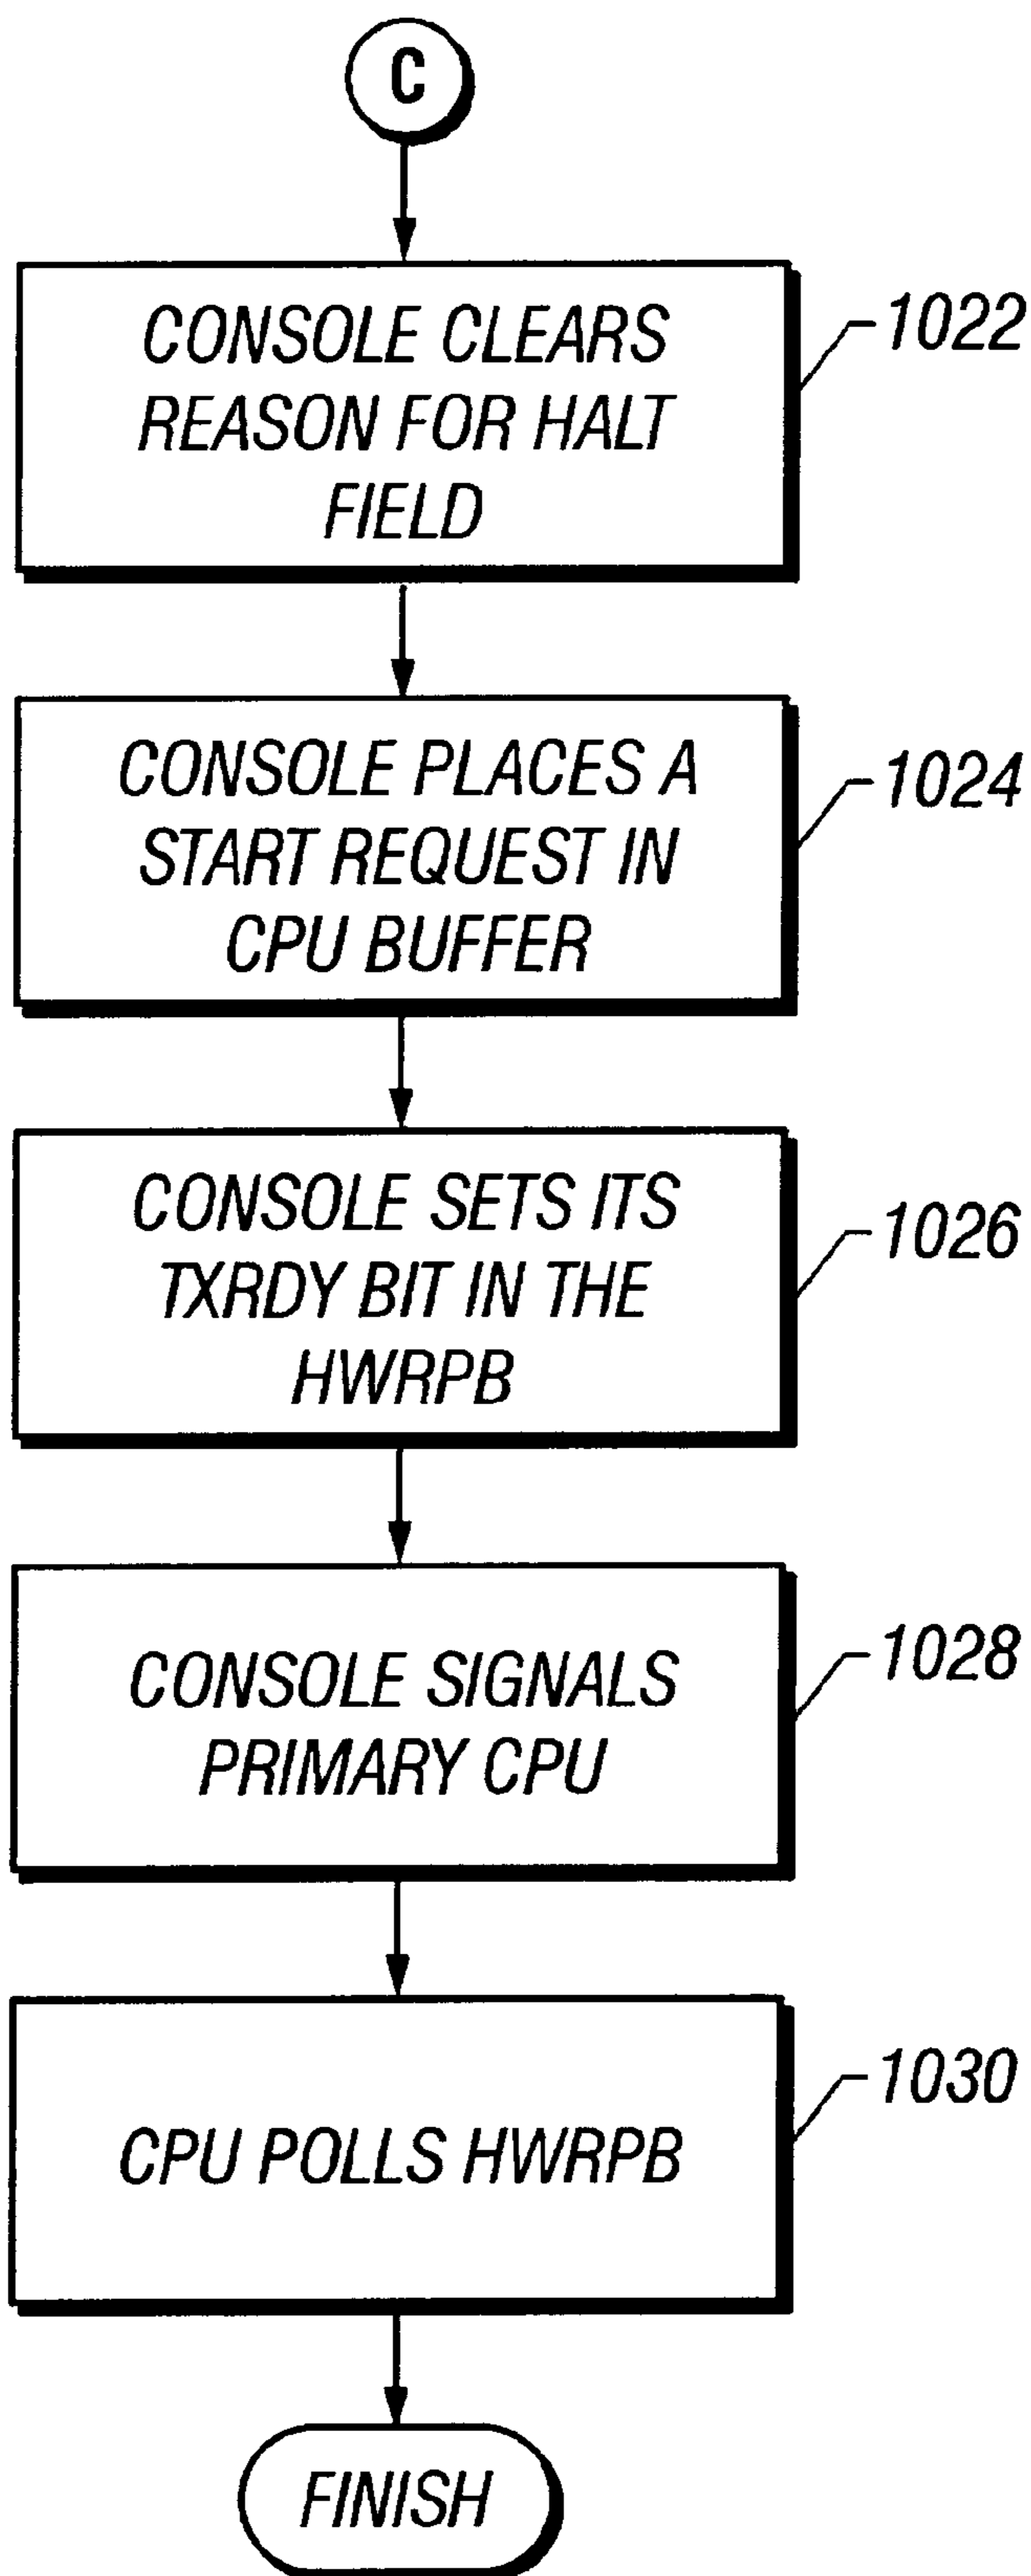 C
CONSOLE CLEARS
REASON FOR HALT
FIELD
1022
CONSOLE PLACES A
START REQUEST IN
CPU BUFFER
1024
CONSOLE SETS ITS
TXRDY BIT IN THE
HWRPB
1026
CONSOLE SIGNALS
PRIMARY CPU
1028
CPU POLLS HWRPB
1030
FINISH